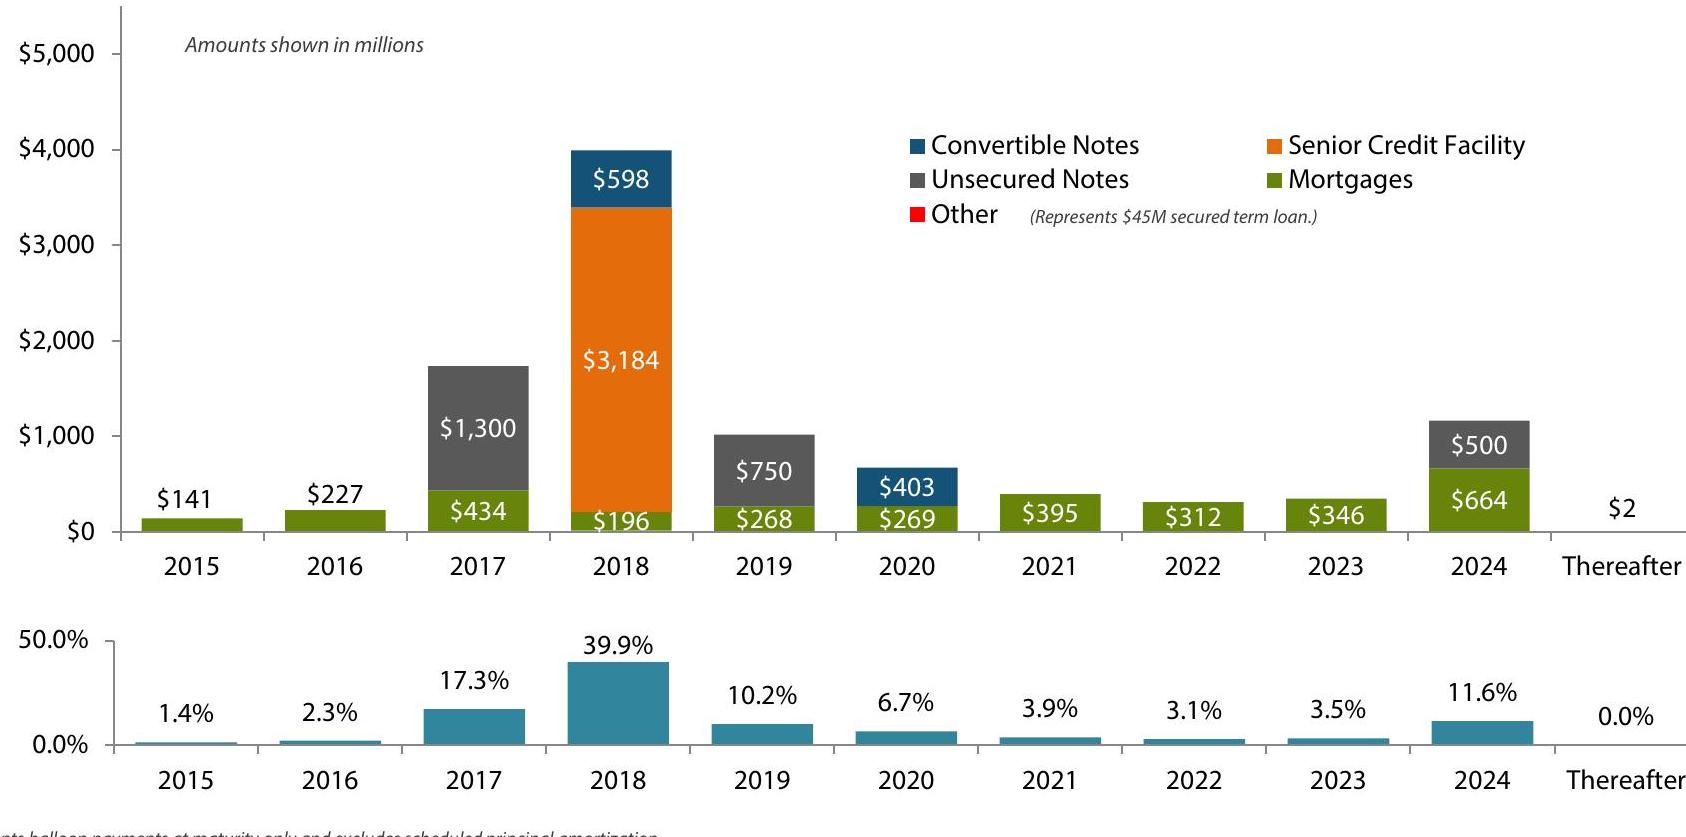 $5,000
Amounts shown in millions
$4,000
$3,000
$2,000
$1,000
$0
Convertible Notes
Senior Credit Facility
Unsecured Notes
Mortgages
Other (Represents $45M secured term loan.)
$141
$227
$1,300
$434
$598
$3,184
$196
$750
$268
$403
$269
$395
$312
$346
$500
$664
$2
2015 2016 2017 2018 2019 2020 2021 2022 2023 2024 Thereafter
50.0%
0.0%
1.4% 2.3% 17.3% 39.9% 10.2% 6.7% 3.9% 3.1% 3.5% 11.6% 0.0%
2015 2016 2017 2018 2019 2020 2021 2022 2023 2024 Thereafter
balloon payments at maturity only and excludes scheduled principal amortization